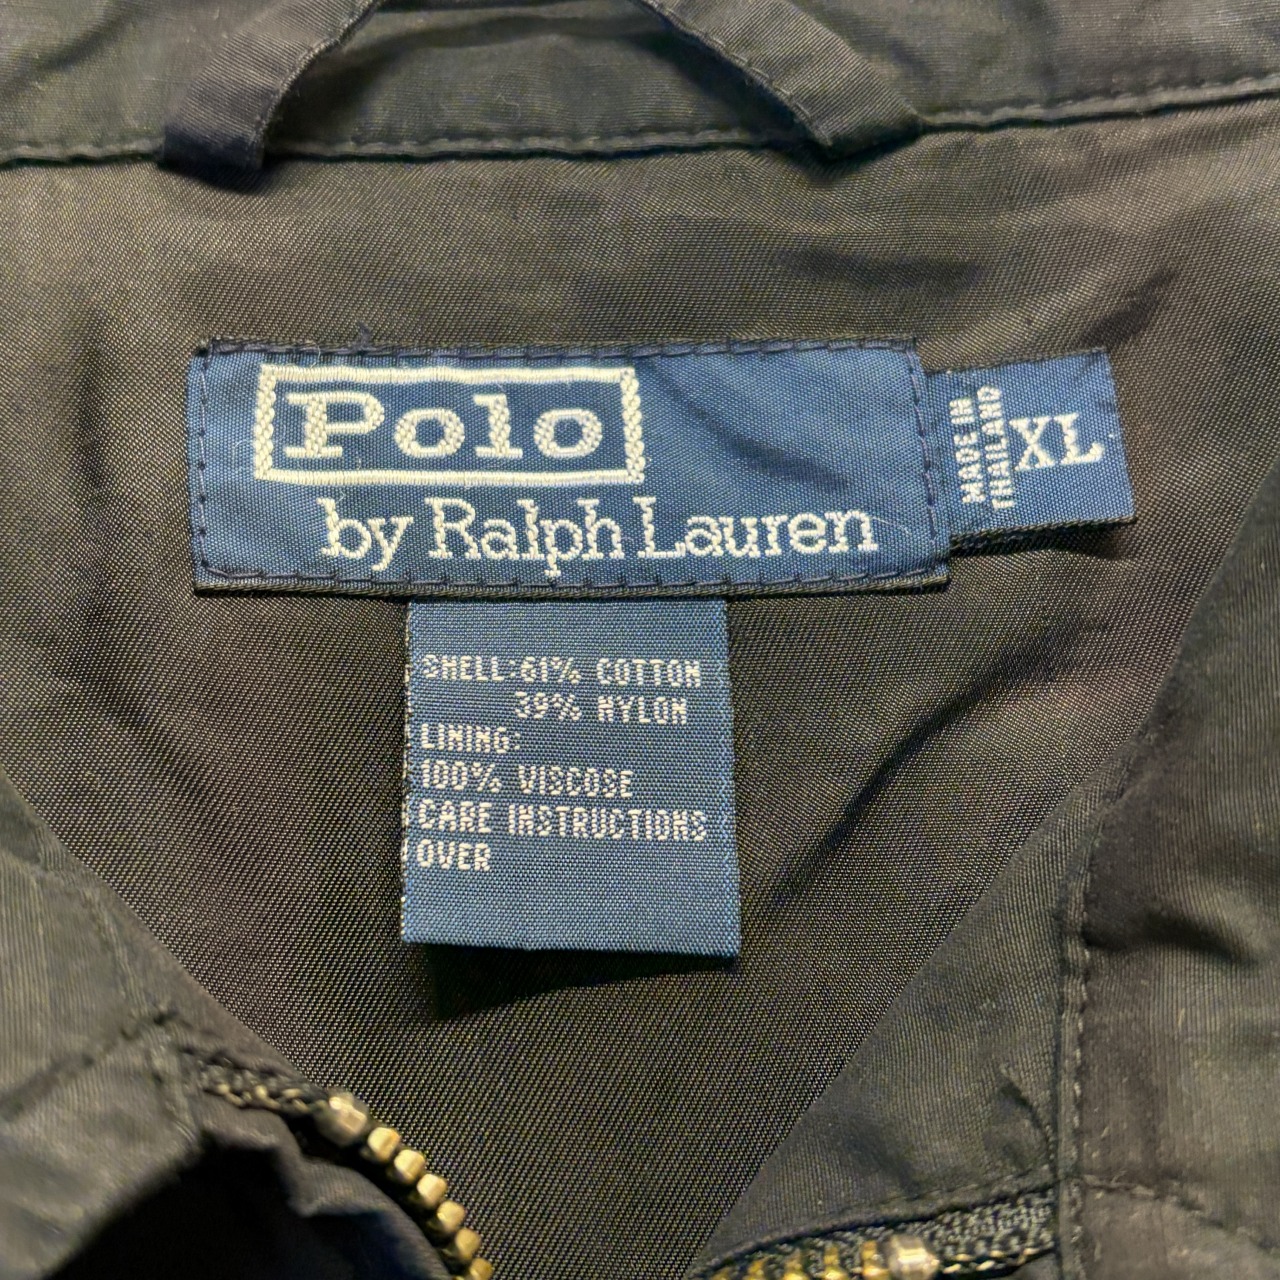 Polo
by Ralph Lauren
MADE IN
THAILAND
XL
SHELL:61% COTTON
39% NYLON
LINING:
100% VISCOSE
CARE INSTRUCTIONS
OVER